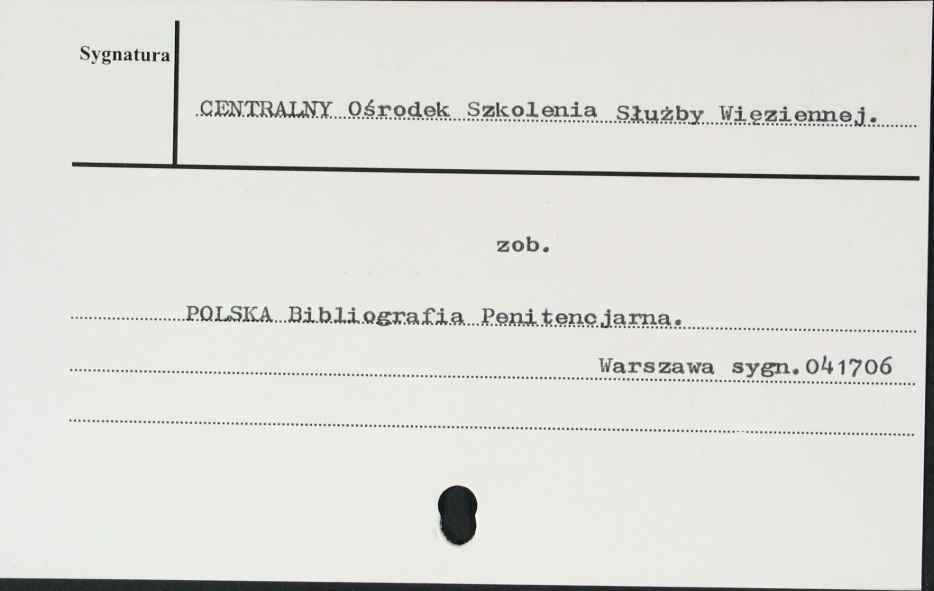 Sygnatura
CENTRALNY Ośrodek Szkolenia Służby Więziennej.
zob.
POLSKA Bibliografia Penitencjarna.
Warszawa sygn.041706